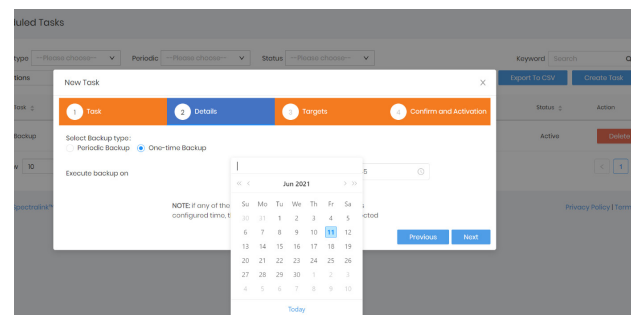 uled Tasks
type --Please choose-- Periodic --Please choose-- Status --Please choose-- Keyword Search
tions New Task × Export To CSV Create Task
Task 1 Task 2 Details 3 Targets 4 Confirm and Activation Status Action
Select Backup type:
Backup Active Delete
Periodic Backup One-time Backup
w 10 1
Execute backup on 5
« < Jun 2021 > »
Spectralink™ Privacy Policy | Term
NOTE: if any of the s
Su Mo Tu We Th Fr Sa
configured time, t cted
30 31 1 2 3 4 5
6 7 8 9 10 11 12
Previous Next
13 14 15 16 17 18 19
20 21 22 23 24 25 26
27 28 29 30 1 2 3
4 5 6 7 8 9 10
Today